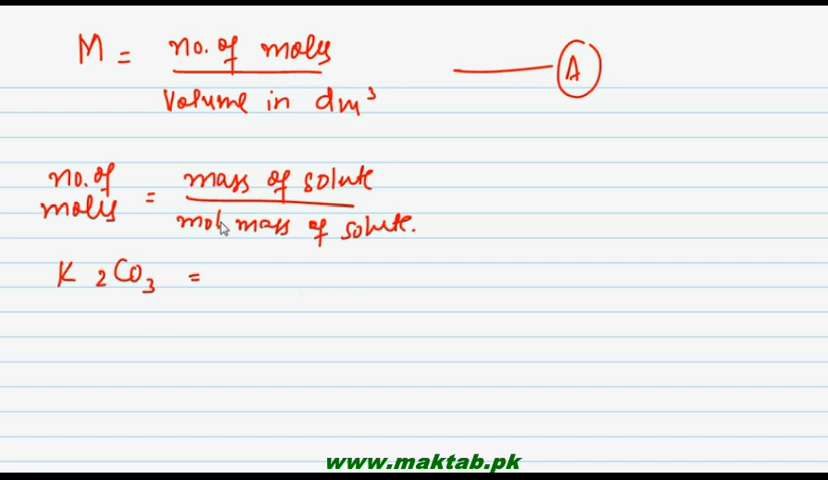 M = no. of moles / Volume in dm³ —— A
no. of moles = mass of solute / mol. mass of solute.
K₂CO₃ =
www.maktab.pk